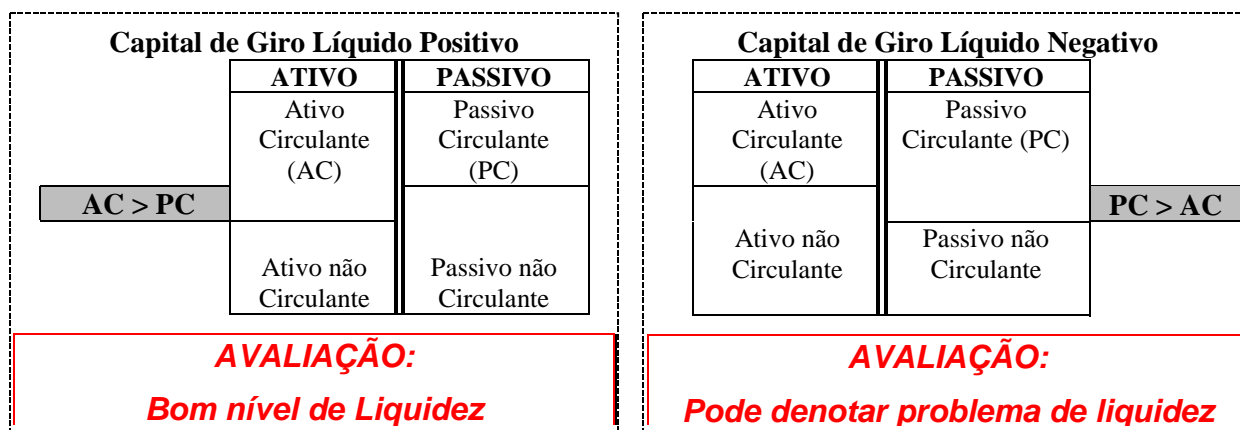 Capital de Giro Líquido Positivo
ATIVO PASSIVO
Ativo
Circulante
(AC)
Passivo
Circulante
(PC)
AC > PC
Ativo não
Circulante
Passivo não
Circulante
AVALIAÇÃO:
Bom nível de Liquidez
Capital de Giro Líquido Negativo
ATIVO PASSIVO
Ativo
Circulante
(AC)
Passivo
Circulante (PC)
PC > AC
Ativo não
Circulante
Passivo não
Circulante
AVALIAÇÃO:
Pode denotar problema de liquidez